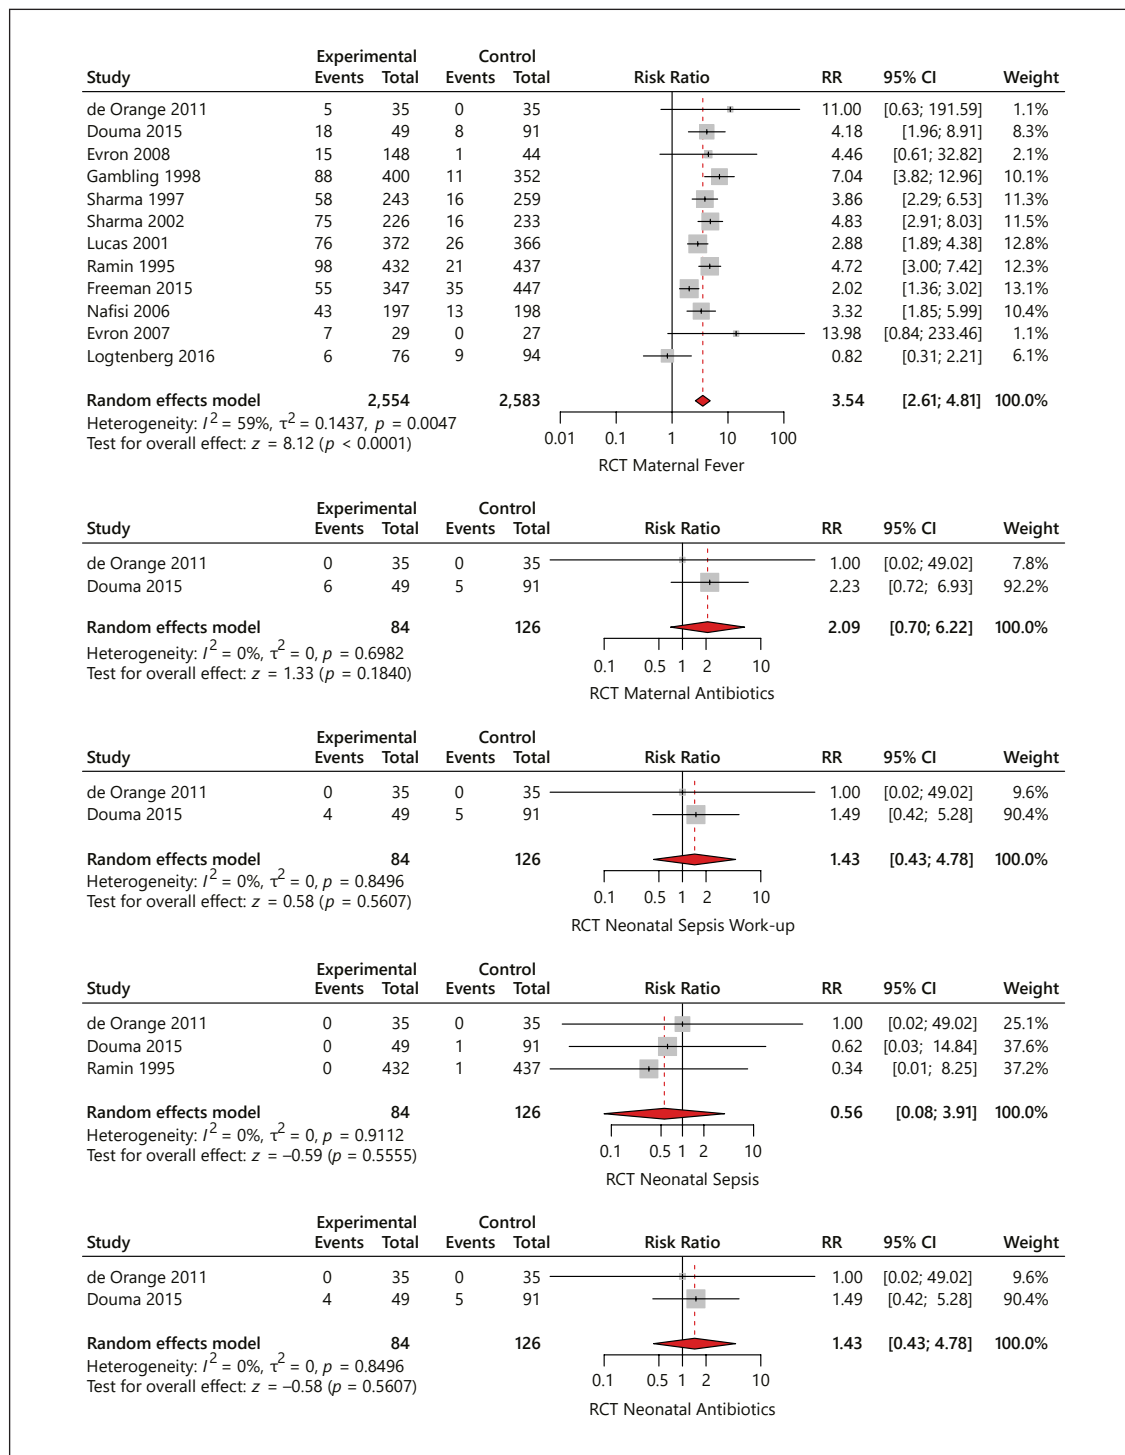 Experimental Control
Study Events Total Events Total Risk Ratio RR 95% CI Weight
de Orange 2011 5 35 0 35 11.00 [0.63; 191.59] 1.1%
Douma 2015 18 49 8 91 4.18 [1.96; 8.91] 8.3%
Evron 2008 15 148 1 44 4.46 [0.61; 32.82] 2.1%
Gambling 1998 88 400 11 352 7.04 [3.82; 12.96] 10.1%
Sharma 1997 58 243 16 259 3.86 [2.29; 6.53] 11.3%
Sharma 2002 75 226 16 233 4.83 [2.91; 8.03] 11.5%
Lucas 2001 76 372 26 366 2.88 [1.89; 4.38] 12.8%
Ramin 1995 98 432 21 437 4.72 [3.00; 7.42] 12.3%
Freeman 2015 55 347 35 447 2.02 [1.36; 3.02] 13.1%
Nafisi 2006 43 197 13 198 3.32 [1.85; 5.99] 10.4%
Evron 2007 7 29 0 27 13.98 [0.84; 233.46] 1.1%
Logtenberg 2016 6 76 9 94 0.82 [0.31; 2.21] 6.1%
Random effects model 2,554 2,583 3.54 [2.61; 4.81] 100.0%
Heterogeneity: I² = 59%, τ² = 0.1437, p = 0.0047
Test for overall effect: z = 8.12 (p < 0.0001)
0.01 0.1 1 10 100
RCT Maternal Fever
Experimental Control
Study Events Total Events Total Risk Ratio RR 95% CI Weight
de Orange 2011 0 35 0 35 1.00 [0.02; 49.02] 7.8%
Douma 2015 6 49 5 91 2.23 [0.72; 6.93] 92.2%
Random effects model 84 126 2.09 [0.70; 6.22] 100.0%
Heterogeneity: I² = 0%, τ² = 0, p = 0.6982
Test for overall effect: z = 1.33 (p = 0.1840)
0.1 0.5 1 2 10
RCT Maternal Antibiotics
Experimental Control
Study Events Total Events Total Risk Ratio RR 95% CI Weight
de Orange 2011 0 35 0 35 1.00 [0.02; 49.02] 9.6%
Douma 2015 4 49 5 91 1.49 [0.42; 5.28] 90.4%
Random effects model 84 126 1.43 [0.43; 4.78] 100.0%
Heterogeneity: I² = 0%, τ² = 0, p = 0.8496
Test for overall effect: z = 0.58 (p = 0.5607)
0.1 0.5 1 2 10
RCT Neonatal Sepsis Work-up
Experimental Control
Study Events Total Events Total Risk Ratio RR 95% CI Weight
de Orange 2011 0 35 0 35 1.00 [0.02; 49.02] 25.1%
Douma 2015 0 49 1 91 0.62 [0.03; 14.84] 37.6%
Ramin 1995 0 432 1 437 0.34 [0.01; 8.25] 37.2%
Random effects model 84 126 0.56 [0.08; 3.91] 100.0%
Heterogeneity: I² = 0%, τ² = 0, p = 0.9112
Test for overall effect: z = –0.59 (p = 0.5555)
0.1 0.5 1 2 10
RCT Neonatal Sepsis
Experimental Control
Study Events Total Events Total Risk Ratio RR 95% CI Weight
de Orange 2011 0 35 0 35 1.00 [0.02; 49.02] 9.6%
Douma 2015 4 49 5 91 1.49 [0.42; 5.28] 90.4%
Random effects model 84 126 1.43 [0.43; 4.78] 100.0%
Heterogeneity: I² = 0%, τ² = 0, p = 0.8496
Test for overall effect: z = –0.58 (p = 0.5607)
0.1 0.5 1 2 10
RCT Neonatal Antibiotics